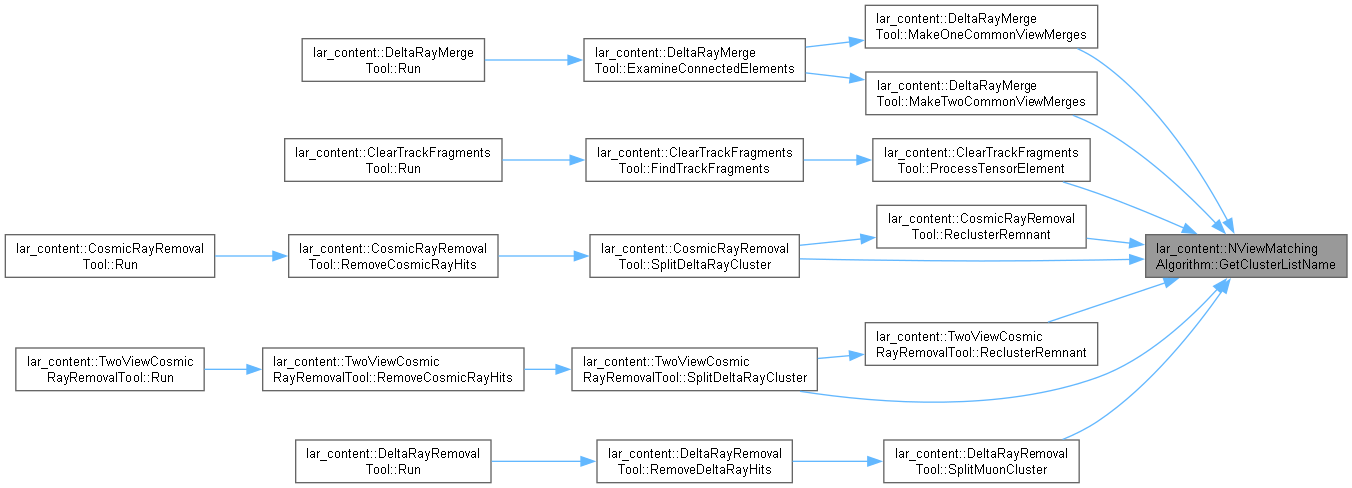 lar_content::DeltaRayMerge
Tool::Run
lar_content::DeltaRayMerge
Tool::ExamineConnectedElements
lar_content::DeltaRayMerge
Tool::MakeOneCommonViewMerges
lar_content::DeltaRayMerge
Tool::MakeTwoCommonViewMerges
lar_content::ClearTrackFragments
Tool::Run
lar_content::ClearTrackFragments
Tool::FindTrackFragments
lar_content::ClearTrackFragments
Tool::ProcessTensorElement
lar_content::CosmicRayRemoval
Tool::Run
lar_content::CosmicRayRemoval
Tool::RemoveCosmicRayHits
lar_content::CosmicRayRemoval
Tool::SplitDeltaRayCluster
lar_content::CosmicRayRemoval
Tool::ReclusterRemnant
lar_content::NViewMatching
Algorithm::GetClusterListName
lar_content::TwoViewCosmic
RayRemovalTool::Run
lar_content::TwoViewCosmic
RayRemovalTool::RemoveCosmicRayHits
lar_content::TwoViewCosmic
RayRemovalTool::SplitDeltaRayCluster
lar_content::TwoViewCosmic
RayRemovalTool::ReclusterRemnant
lar_content::DeltaRayRemoval
Tool::Run
lar_content::DeltaRayRemoval
Tool::RemoveDeltaRayHits
lar_content::DeltaRayRemoval
Tool::SplitMuonCluster